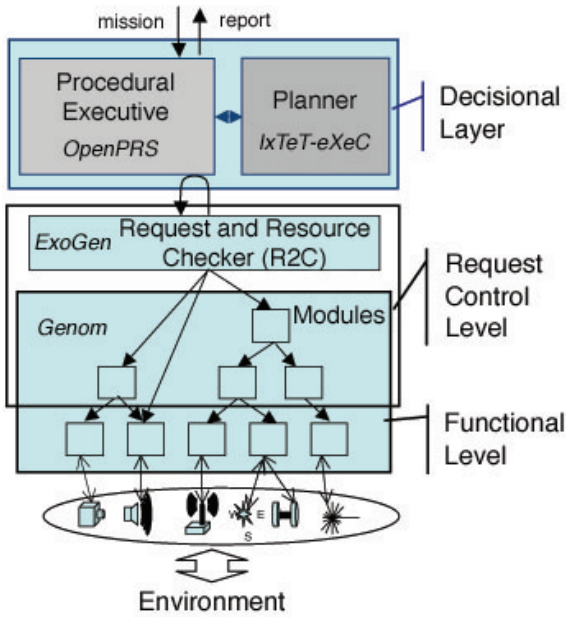 mission
report
Procedural
Executive
OpenPRS
Planner
IxTeT-eXeC
Decisional
Layer
ExoGen
Request and Resource
Checker (R2C)
Request
Control
Level
Genom
Modules
Functional
Level
W E
S
Environment